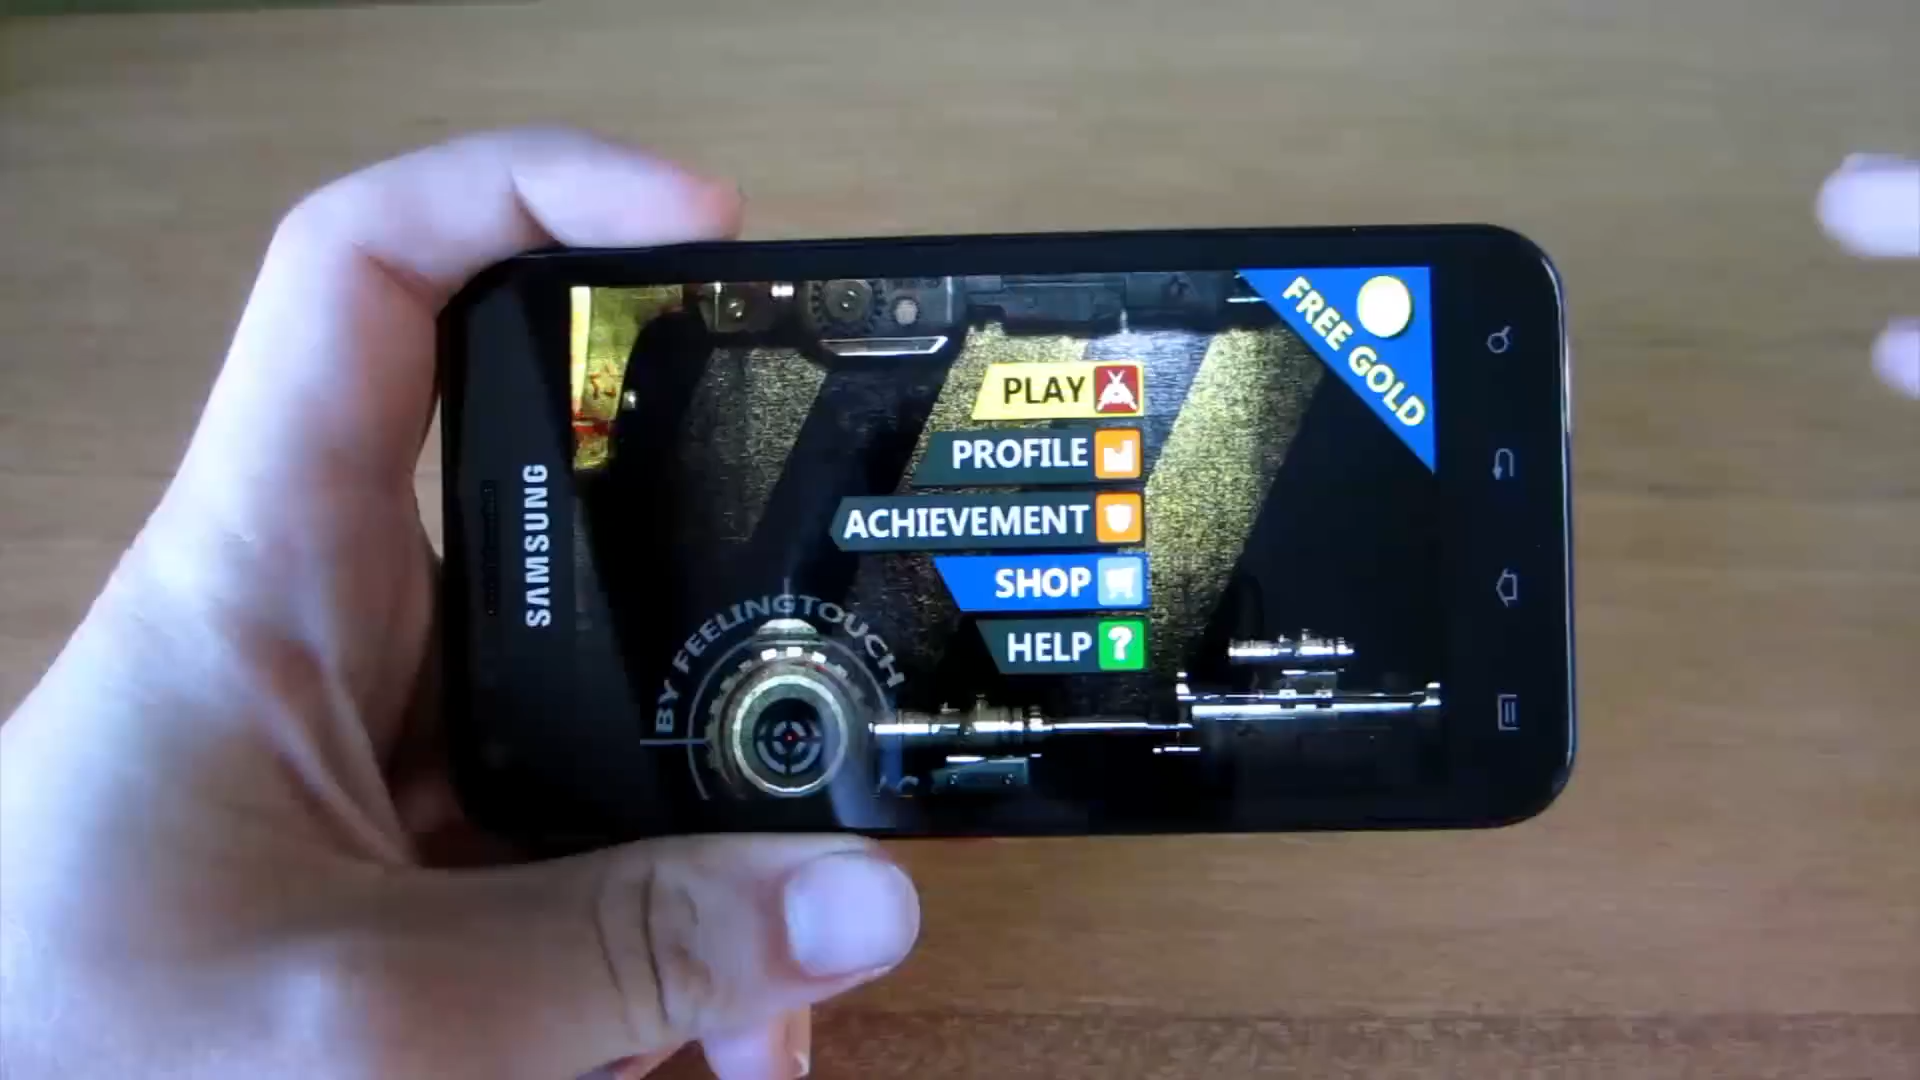 SAMSUNG
FREE GOLD
PLAY
PROFILE
ACHIEVEMENT
SHOP
HELP
?
BY FEELINGTOUCH